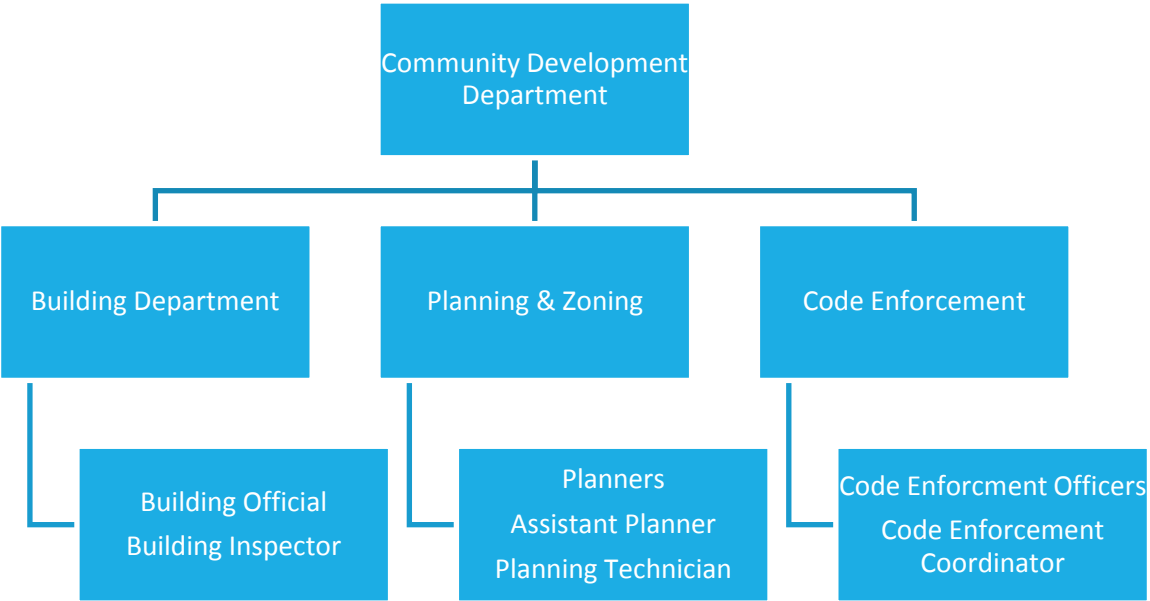 Community Development
Department
Building Department
Planning & Zoning
Code Enforcement
Building Official
Building Inspector
Planners
Assistant Planner
Planning Technician
Code Enforcment Officers
Code Enforcement
Coordinator